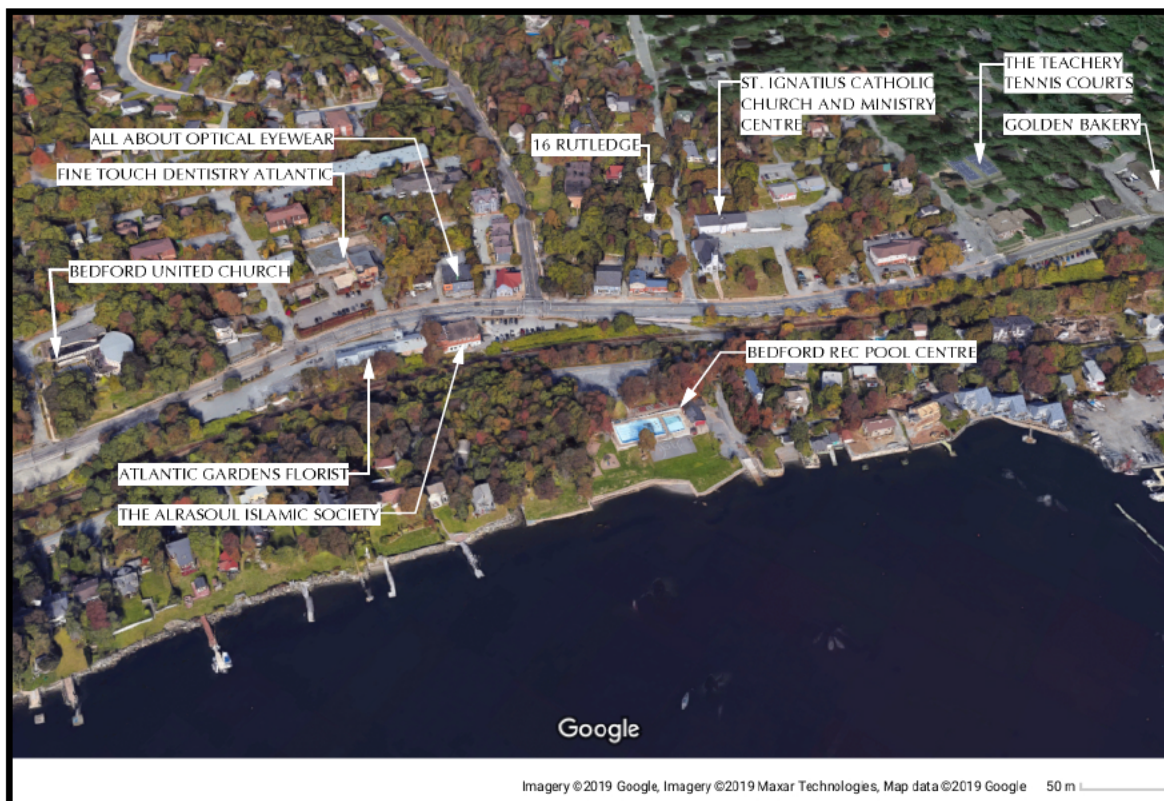 THE TEACHERY
TENNIS COURTS
ST. IGNATIUS CATHOLIC
CHURCH AND MINISTRY
CENTRE
GOLDEN BAKERY
ALL ABOUT OPTICAL EYEWEAR
16 RUTLEDGE
FINE TOUCH DENTISTRY ATLANTIC
BEDFORD UNITED CHURCH
BEDFORD REC POOL CENTRE
ATLANTIC GARDENS FLORIST
THE ALRASOUL ISLAMIC SOCIETY
Google
Imagery ©2019 Google, Imagery ©2019 Maxar Technologies, Map data ©2019 Google 50 m